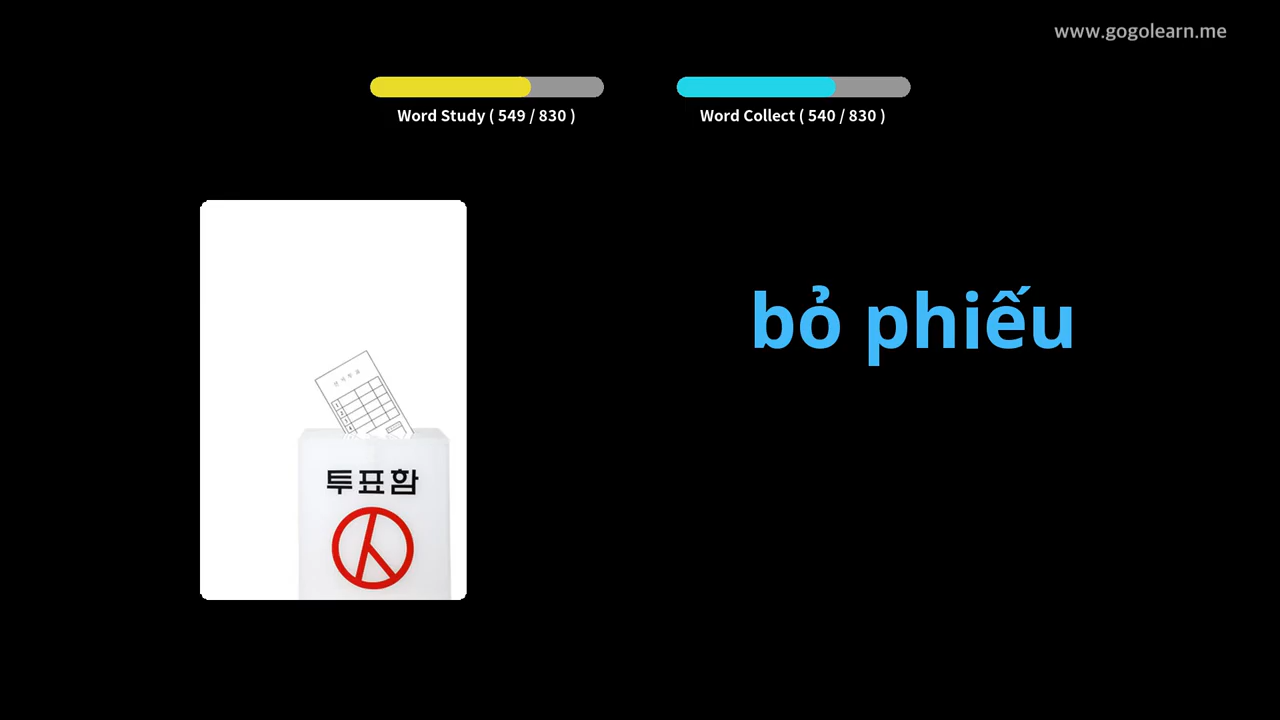 www.gogolearn.me
Word Study ( 549 / 830 )
Word Collect ( 540 / 830 )
bỏ phiếu
투표함